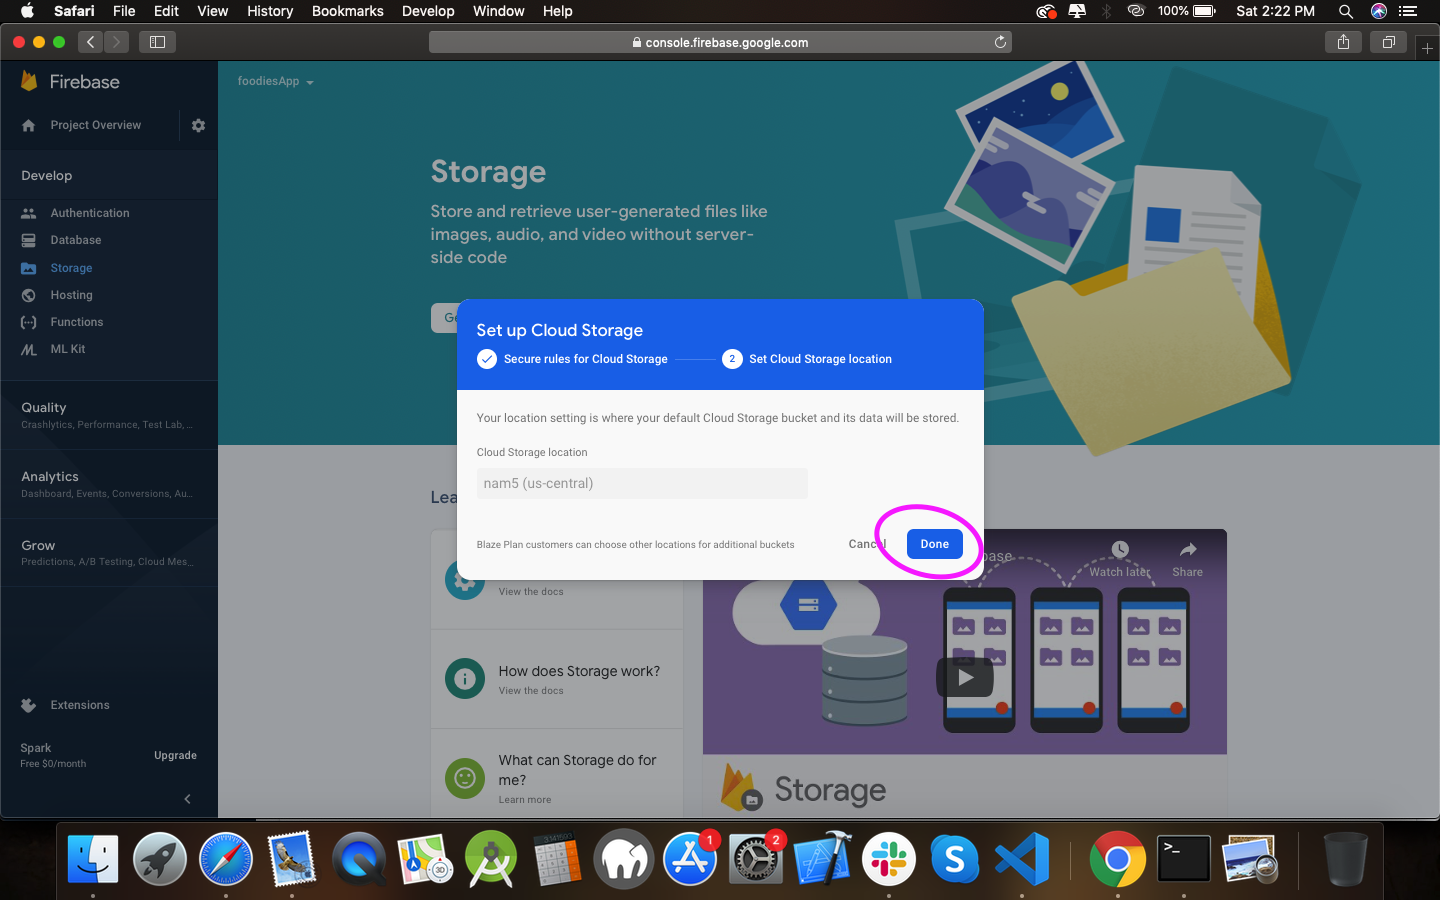 Safari File Edit View History Bookmarks Develop Window Help 100% Sat 2:22 PM
console.firebase.google.com
Firebase
foodiesApp
Project Overview
Develop
Authentication
Database
Storage
Hosting
Functions
ML Kit
Quality
Crashlytics, Performance, Test Lab, ...
Analytics
Dashboard, Events, Conversions, Au...
Grow
Predictions, A/B Testing, Cloud Mes...
Extensions
Spark
Free $0/month
Upgrade
Storage
Store and retrieve user-generated files like
images, audio, and video without server-
side code
Ge
Set up Cloud Storage
Secure rules for Cloud Storage
2 Set Cloud Storage location
Your location setting is where your default Cloud Storage bucket and its data will be stored.
Cloud Storage location
nam5 (us-central)
Blaze Plan customers can choose other locations for additional buckets
Cancel
Done
Lea
View the docs
How does Storage work?
View the docs
What can Storage do for
me?
Learn more
base
Watch later
Share
Storage
3D
3.141590
1
2
>_